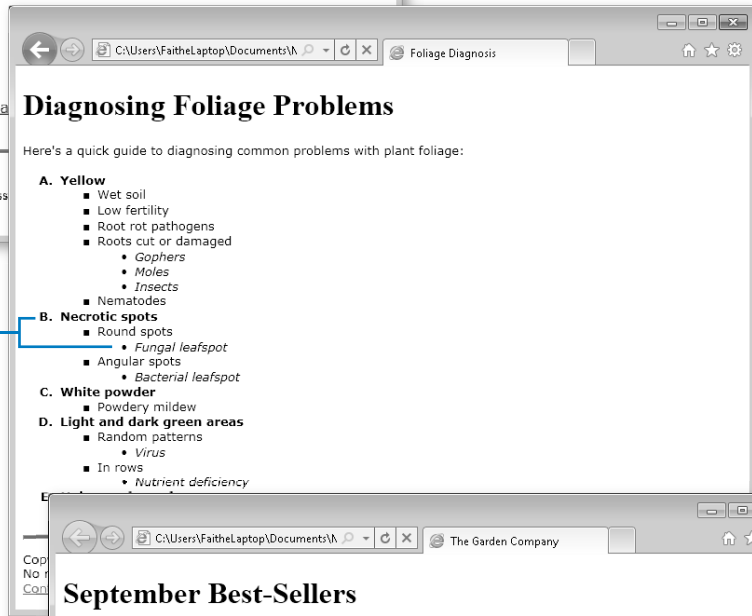 C:\Users\FaitheLaptop\Documents\
Foliage Diagnosis
Diagnosing Foliage Problems
Here's a quick guide to diagnosing common problems with plant foliage:
A. Yellow
■ Wet soil
■ Low fertility
■ Root rot pathogens
■ Roots cut or damaged
• Gophers
• Moles
• Insects
■ Nematodes
B. Necrotic spots
■ Round spots
• Fungal leafspot
■ Angular spots
• Bacterial leafspot
C. White powder
■ Powdery mildew
D. Light and dark green areas
■ Random patterns
• Virus
■ In rows
• Nutrient deficiency
E
C:\Users\FaitheLaptop\Documents\
The Garden Company
Cop
No
Con
September Best-Sellers